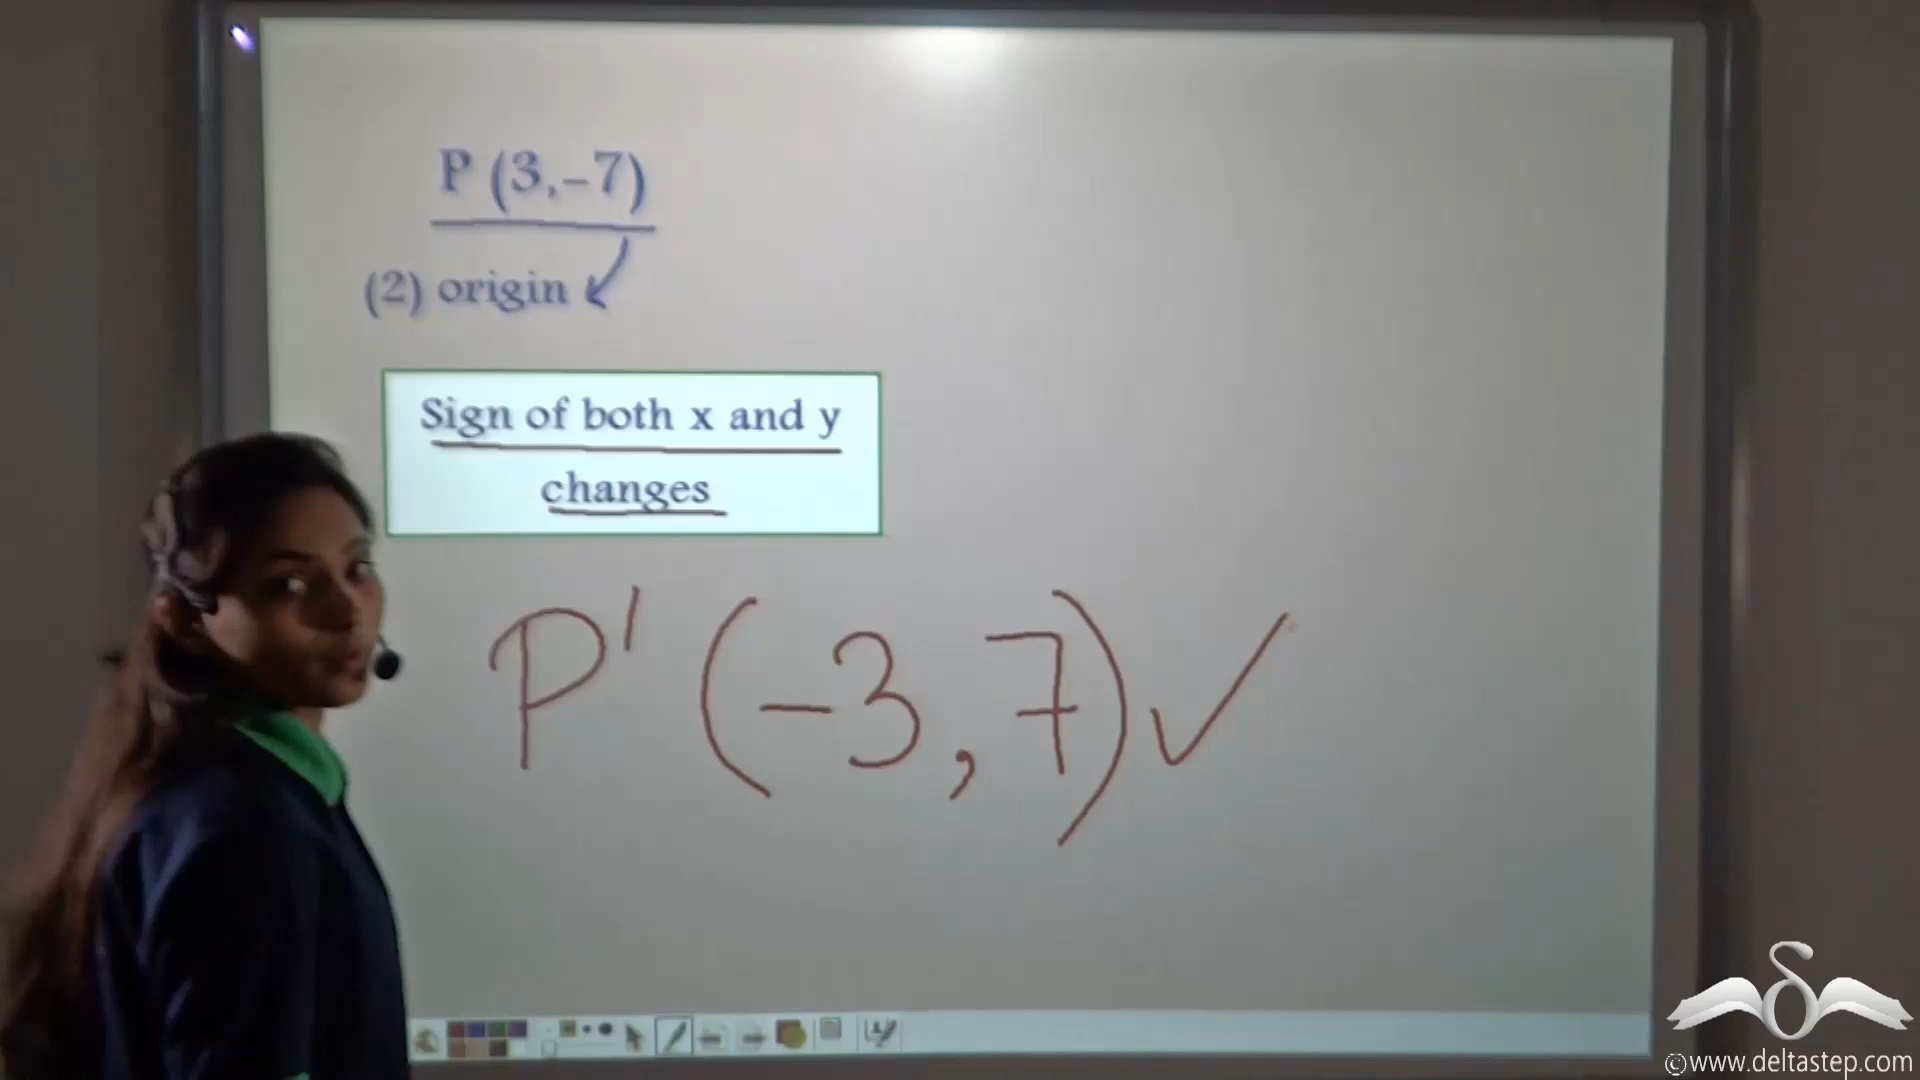 P (3,-7)
(2) origin
Sign of both x and y
changes
P' (-3,7)✓
©www.deltastep.com